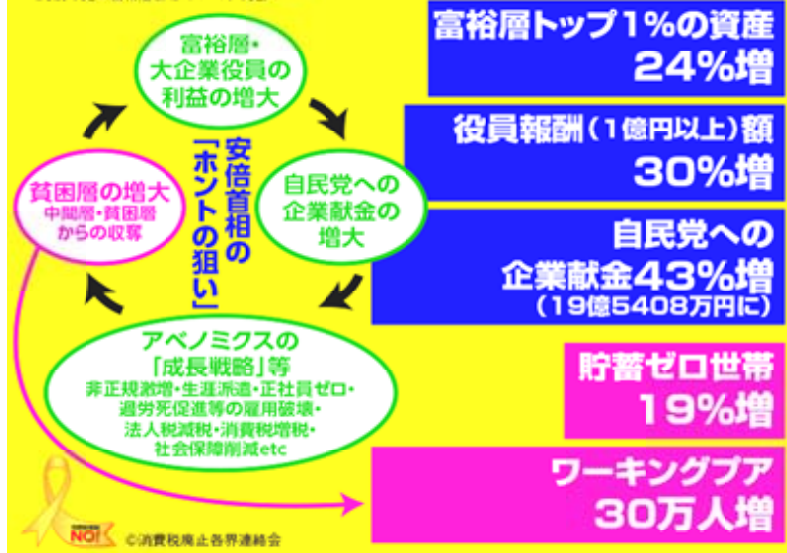 富裕層・
大企業役員の
利益の増大
自民党への
企業献金の
増大
アベノミクスの
「成長戦略」等
非正規激増・生涯派遣・正社員ゼロ・
過労死促進等の雇用破壊・
法人税減税・消費税増税・
社会保障削減etc
貧困層の増大
中間層・貧困層
からの収奪
安倍首相の
「ホントの狙い」
富裕層トップ1%の資産
24%増
役員報酬(1億円以上)額
30%増
自民党への
企業献金43%増
(19億5408万円に)
貯蓄ゼロ世帯
19%増
ワーキングプア
30万人増
NO!
©消費税廃止各界連絡会